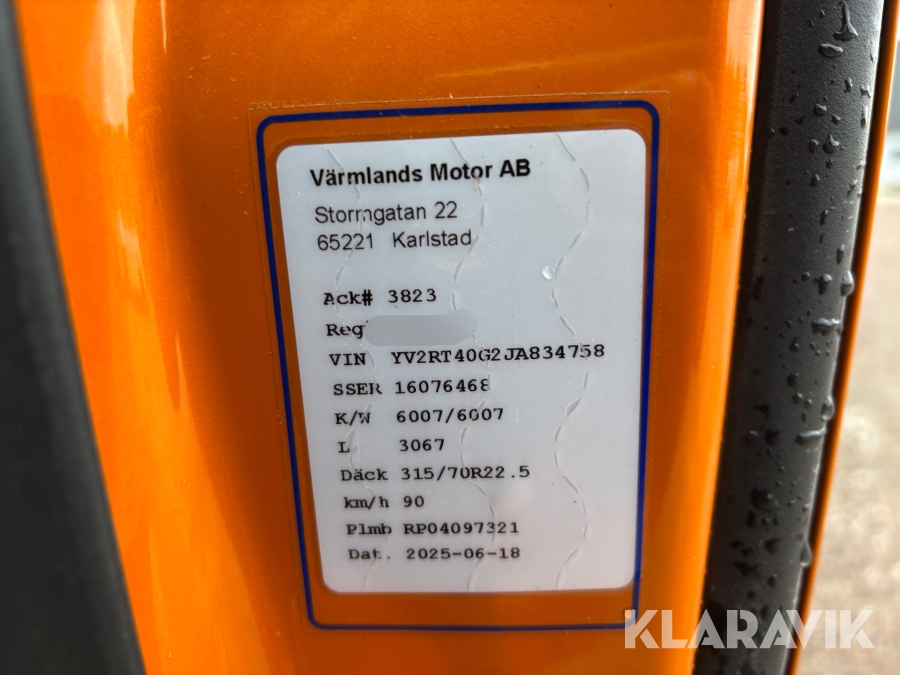 Värmlands Motor AB
Stormgatan 22
65221 Karlstad
Ack# 3823
Reg
VIN YV2RT40G2JA834758
SSER 16076468
K/W 6007/6007
L 3067
Däck 315/70R22.5
km/h 90
Plmb RP04097321
Dat. 2025-06-18
KLARAVIK